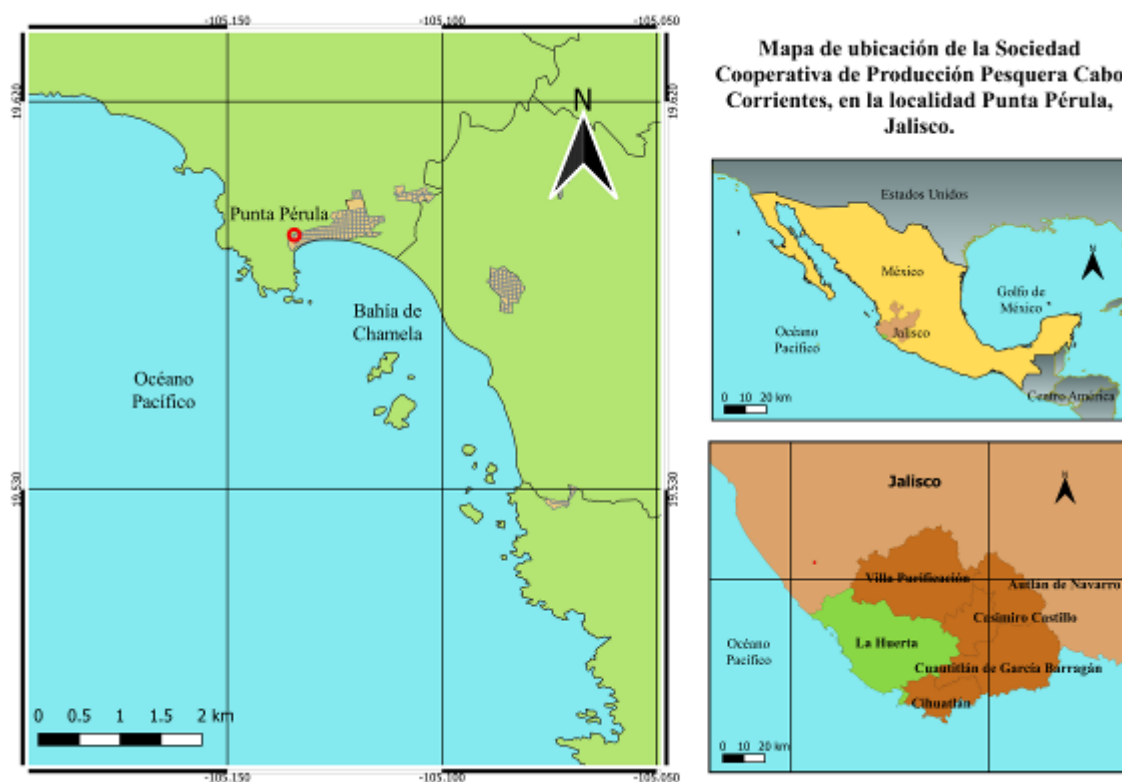 -105.150 -105.100 -105.050
19.620 19.620
N
Punta Pérula
Bahía de
Chamela
Océano
Pacífico
19.530 19.530
0 0.5 1 1.5 2 km
-105.150 -105.100 -105.050
Mapa de ubicación de la Sociedad
Cooperativa de Producción Pesquera Cabo
Corrientes, en la localidad Punta Pérula,
Jalisco.
Estados Unidos
N
México
Golfo de
México
Océano
Pacífico
Jalisco
Centro América
0 10 20 km
Jalisco
N
Villa Purificación
Autlán de Navarro
Casimiro Castillo
La Huerta
Océano
Pacífico
Cuautitlán de García Barragán
Cihuatlán
0 10 20 km